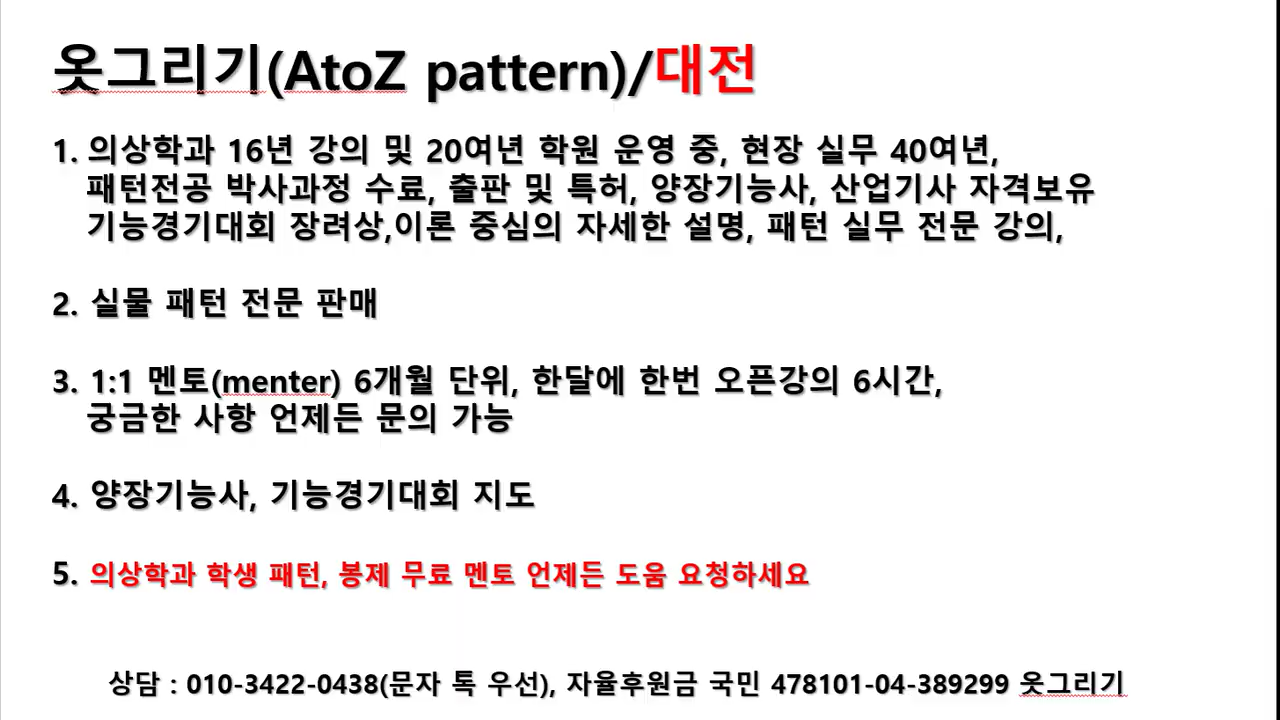 옷그리기(AtoZ pattern)/대전
1. 의상학과 16년 강의 및 20여년 학원 운영 중, 현장 실무 40여년,
패턴전공 박사과정 수료, 출판 및 특허, 양장기능사, 산업기사 자격보유
기능경기대회 장려상,이론 중심의 자세한 설명, 패턴 실무 전문 강의,
2. 실물 패턴 전문 판매
3. 1:1 멘토(menter) 6개월 단위, 한달에 한번 오픈강의 6시간,
궁금한 사항 언제든 문의 가능
4. 양장기능사, 기능경기대회 지도
5. 의상학과 학생 패턴, 봉제 무료 멘토 언제든 도움 요청하세요
상담 : 010-3422-0438(문자 톡 우선), 자율후원금 국민 478101-04-389299 옷그리기